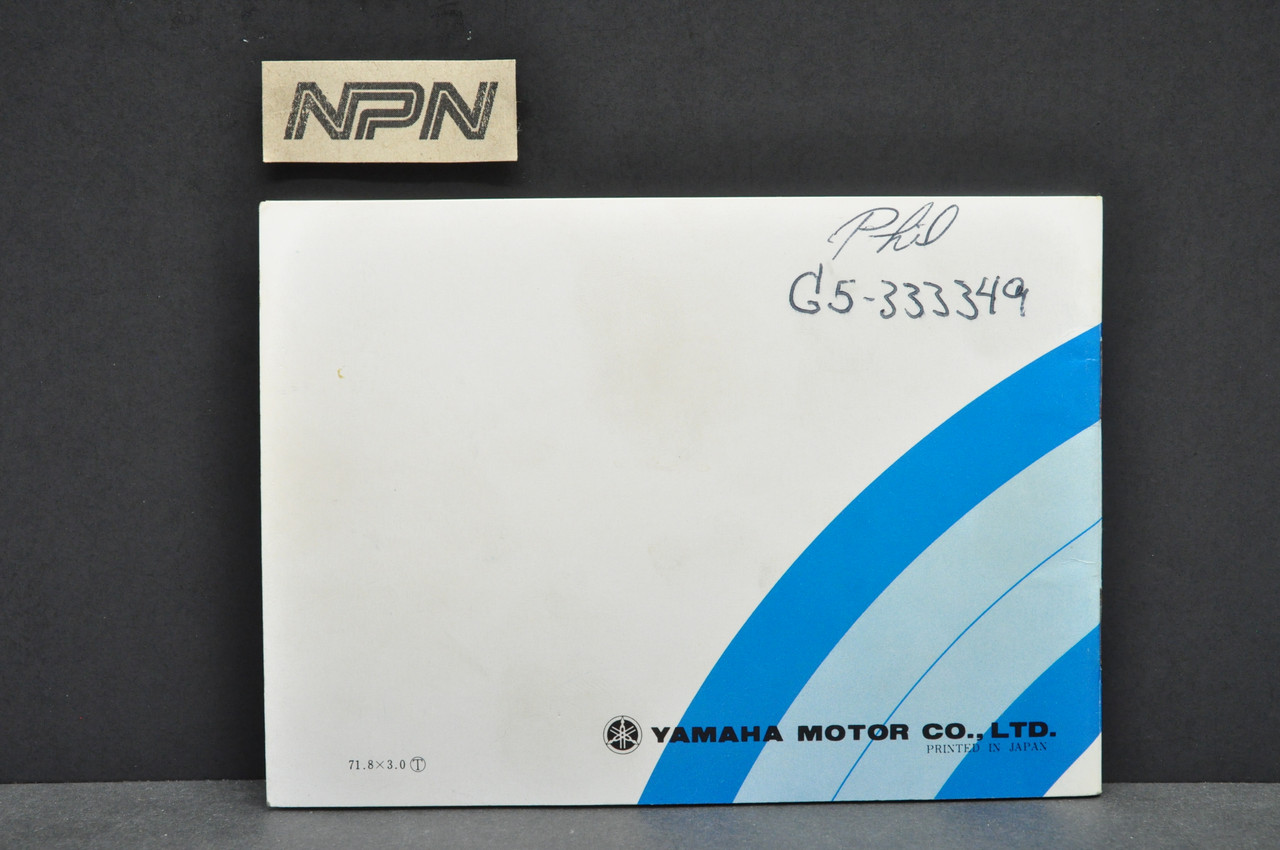 NPN
Phil
G5-333349
YAMAHA MOTOR CO., LTD.
PRINTED IN JAPAN
71.8×3.0 Ⓣ